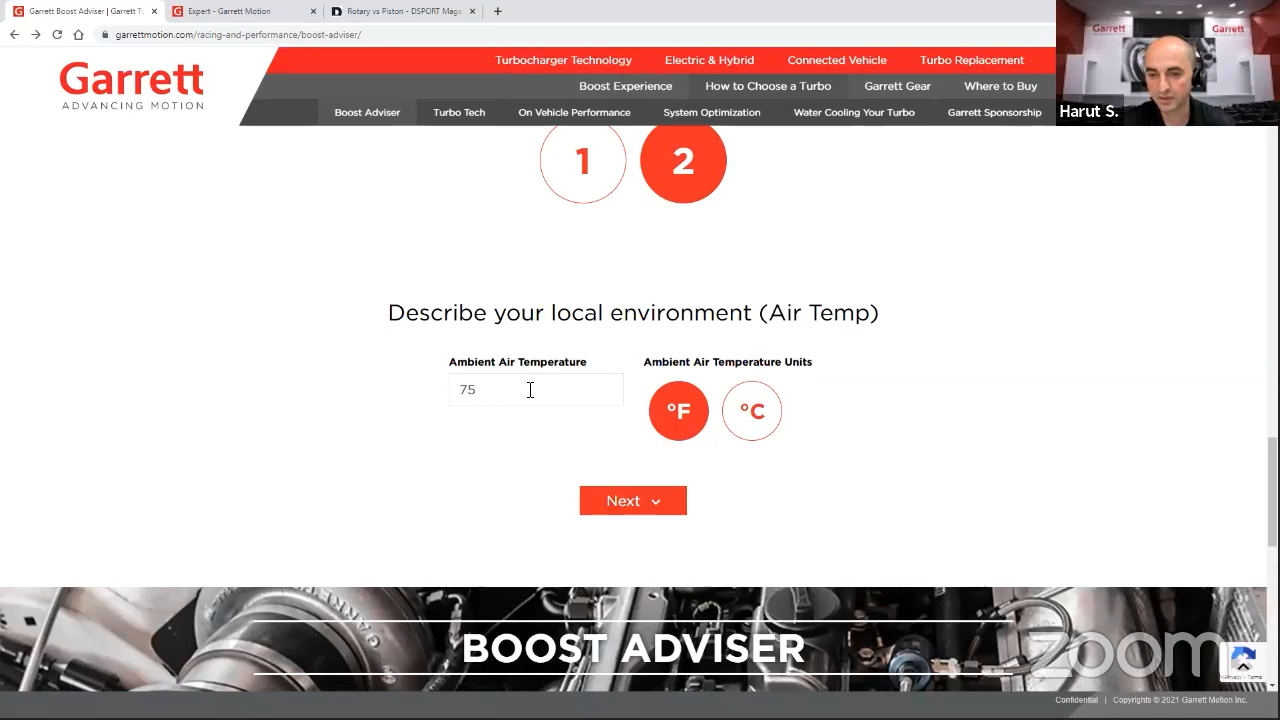 Garrett Boost Adviser | Garrett T
Expert - Garrett Motion
Rotary vs Piston - DSPORT Maga
garrettmotion.com/racing-and-performance/boost-adviser/
Garrett
ADVANCING MOTION
Turbocharger Technology
Electric & Hybrid
Connected Vehicle
Turbo Replacement
Boost Experience
How to Choose a Turbo
Garrett Gear
Where to Buy
Boost Adviser
Turbo Tech
On Vehicle Performance
System Optimization
Water Cooling Your Turbo
Garrett Sponsorship
Garrett
Garrett
Harut S.
1
2
Describe your local environment (Air Temp)
Ambient Air Temperature
Ambient Air Temperature Units
75
°F
°C
Next
BOOST ADVISER
zoom
Privacy - Terms
Confidential | Copyrights © 2021 Garrett Motion Inc.